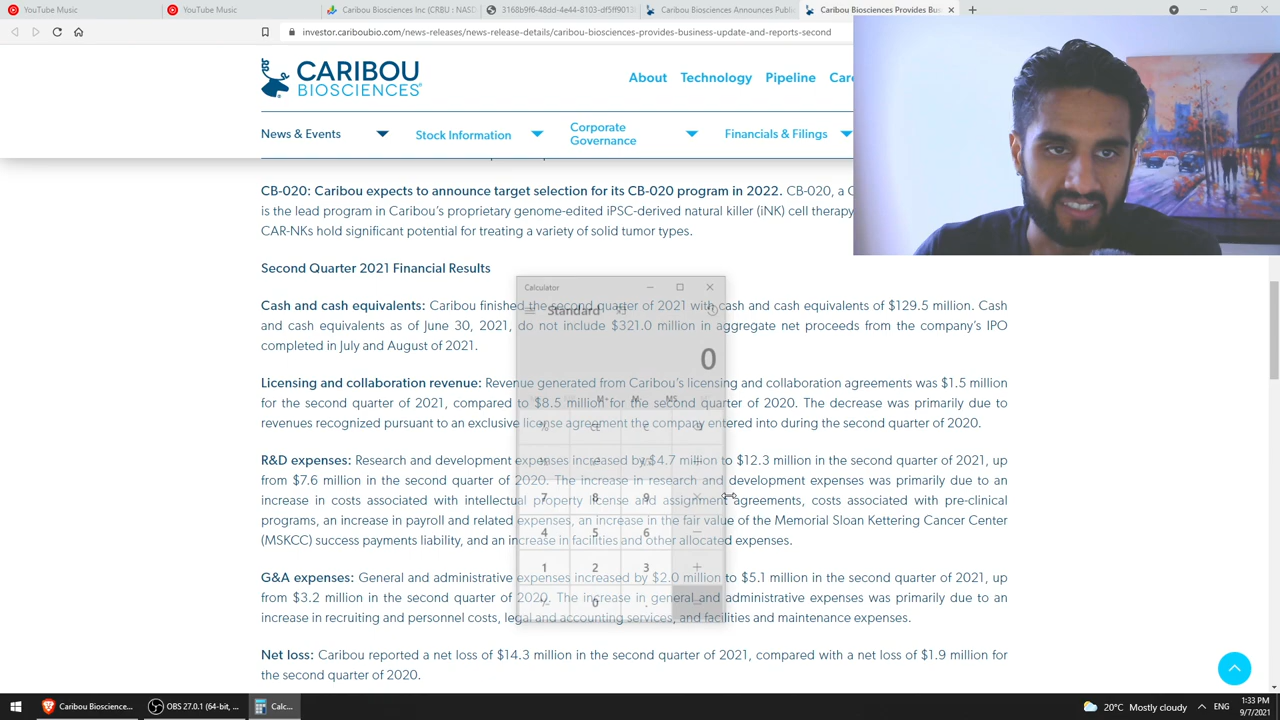 YouTube Music
YouTube Music
Caribou Biosciences Inc (CRBU : NASD
3168b9f6-48dd-4e44-8103-df5ff9013
Caribou Biosciences Announces Publi
Caribou Biosciences Provides Bus
investor.cariboubio.com/news-releases/news-release-details/caribou-biosciences-provides-business-update-and-reports-second
CARIBOU
BIOSCIENCES
About Technology Pipeline
News & Events Stock Information Corporate Governance Financials & Filings
CB-020: Caribou expects to announce target selection for its CB-020 program in 2022. CB-020, a
is the lead program in Caribou's proprietary genome-edited iPSC-derived natural killer (iNK) cell therapy
CAR-NKs hold significant potential for treating a variety of solid tumor types.
Second Quarter 2021 Financial Results
Calculator
Cash and cash equivalents: Caribou finished the second quarter of 2021 with cash and cash equivalents of $129.5 million. Cash
Standard
and cash equivalents as of June 30, 2021, do not include $321.0 million in aggregate net proceeds from the company's IPO
completed in July and August of 2021.
0
Licensing and collaboration revenue: Revenue generated from Caribou's licensing and collaboration agreements was $1.5 million
for the second quarter of 2021, compared to $8.5 million for the second quarter of 2020. The decrease was primarily due to
revenues recognized pursuant to an exclusive license agreement the company entered into during the second quarter of 2020.
R&D expenses: Research and development expenses increased by $4.7 million to $12.3 million in the second quarter of 2021, up
from $7.6 million in the second quarter of 2020. The increase in research and development expenses was primarily due to an
increase in costs associated with intellectual property license and assignment agreements, costs associated with pre-clinical
7 8 9 ×
programs, an increase in payroll and related expenses, an increase in the fair value of the Memorial Sloan Kettering Cancer Center
4 5 6 −
(MSKCC) success payments liability, and an increase in facilities and other allocated expenses.
1 2 3 +
G&A expenses: General and administrative expenses increased by $2.0 million to $5.1 million in the second quarter of 2021, up
from $3.2 million in the second quarter of 2020. The increase in general and administrative expenses was primarily due to an
0 .
increase in recruiting and personnel costs, legal and accounting services, and facilities and maintenance expenses.
Net loss: Caribou reported a net loss of $14.3 million in the second quarter of 2021, compared with a net loss of $1.9 million for
the second quarter of 2020.
Caribou Bioscience...
OBS 27.0.1 (64-bit, ...
Calc...
20°C Mostly cloudy
ENG
1:33 PM
9/7/2021